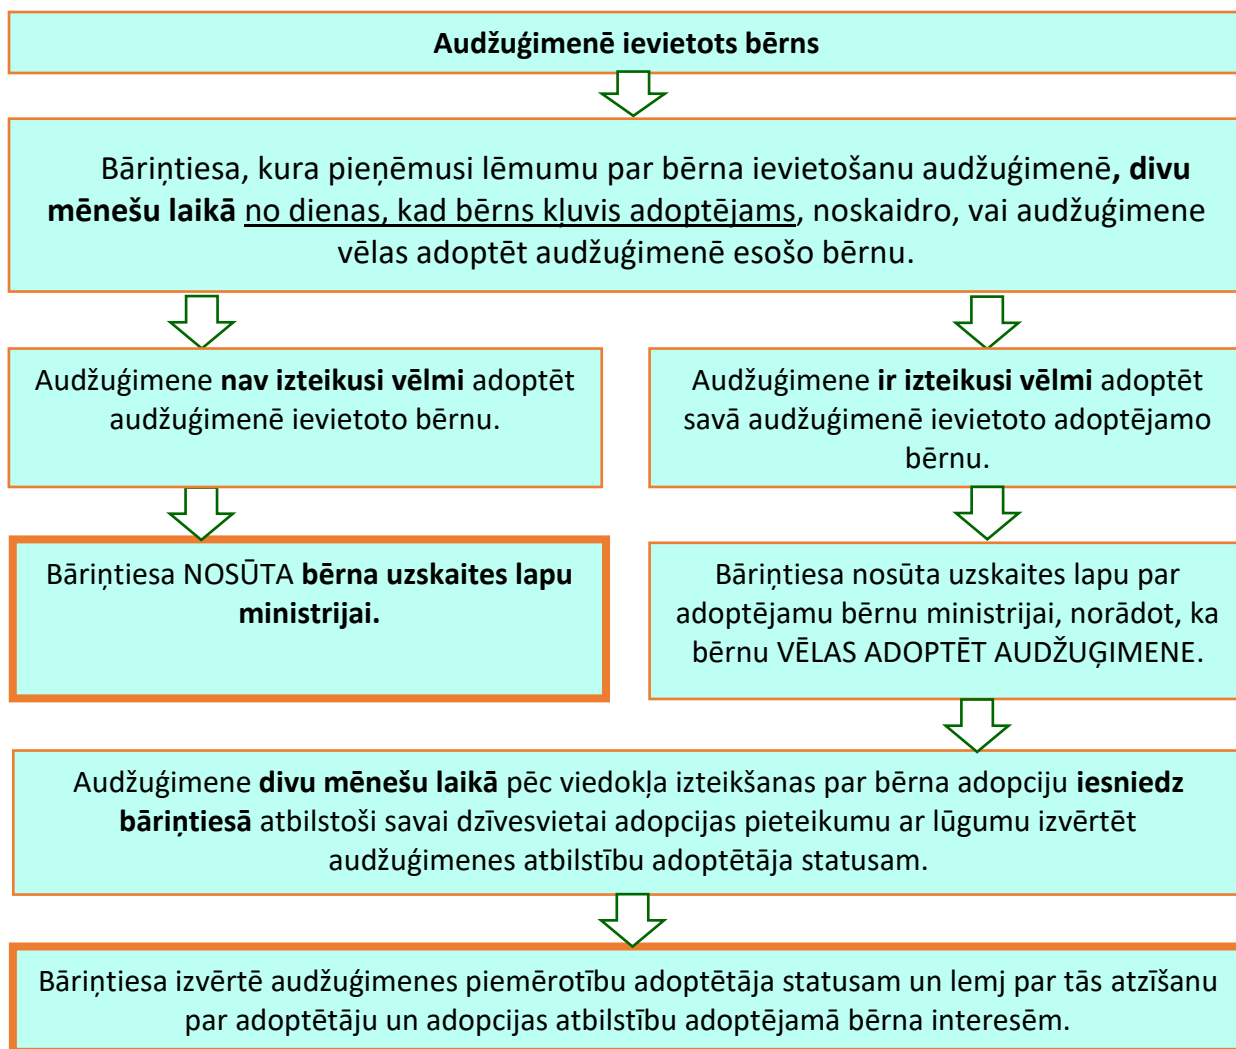 Audžuģimenē ievietots bērns
Bāriņtiesa, kura pieņēmusi lēmumu par bērna ievietošanu audžuģimenē, divu
mēnešu laikā no dienas, kad bērns kļuvis adoptējams, noskaidro, vai audžuģimene
vēlas adoptēt audžuģimenē esošo bērnu.
Audžuģimene nav izteikusi vēlmi adoptēt
audžuģimenē ievietoto bērnu.
Audžuģimene ir izteikusi vēlmi adoptēt
savā audžuģimenē ievietoto adoptējamo
bērnu.
Bāriņtiesa NOSŪTA bērna uzskaites lapu
ministrijai.
Bāriņtiesa nosūta uzskaites lapu par
adoptējamu bērnu ministrijai, norādot, ka
bērnu VĒLAS ADOPTĒT AUDŽUĢIMENE.
Audžuģimene divu mēnešu laikā pēc viedokļa izteikšanas par bērna adopciju iesniedz
bāriņtiesā atbilstoši savai dzīvesvietai adopcijas pieteikumu ar lūgumu izvērtēt
audžuģimenes atbilstību adoptētāja statusam.
Bāriņtiesa izvērtē audžuģimenes piemērotību adoptētāja statusam un lemj par tās atzīšanu
par adoptētāju un adopcijas atbilstību adoptējamā bērna interesēm.